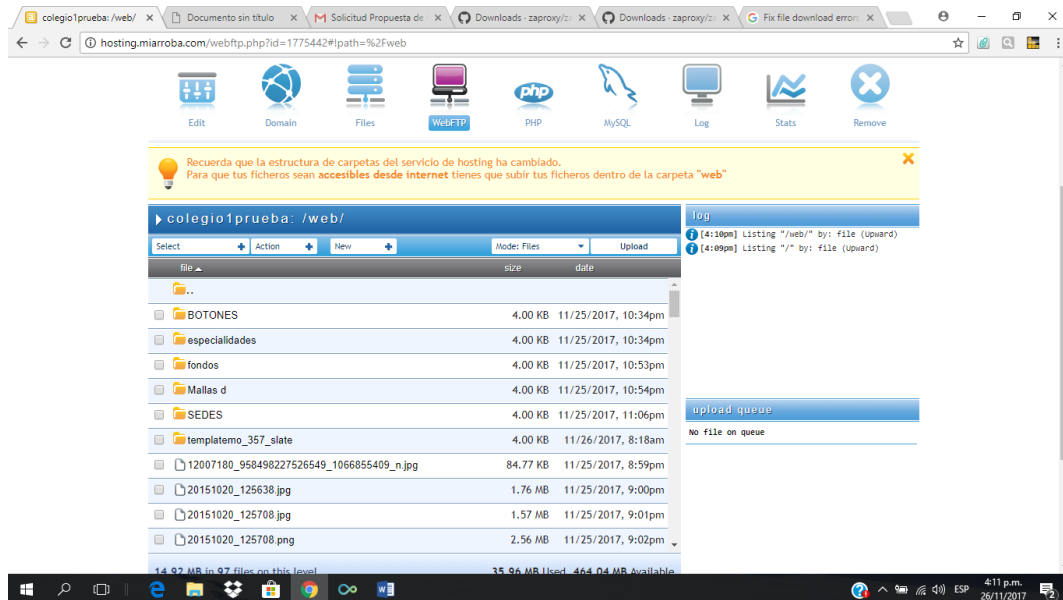 colegio1prueba: /web/
Documento sin título
Solicitud Propuesta de
Downloads · zaproxy/z
Downloads · zaproxy/z
Fix file download error
hosting.miarroba.com/webftp.php?id=1775442#!path=%2Fweb
Edit Domain Files WebFTP PHP MySQL Log Stats Remove
php
Recuerda que la estructura de carpetas del servicio de hosting ha cambiado.
Para que tus ficheros sean accesibles desde internet tienes que subir tus ficheros dentro de la carpeta "web"
colegio1prueba: /web/
Select Action New Mode: Files Upload
file size date
..
BOTONES 4.00 KB 11/25/2017, 10:34pm
especialidades 4.00 KB 11/25/2017, 10:34pm
fondos 4.00 KB 11/25/2017, 10:53pm
Mallas d 4.00 KB 11/25/2017, 10:54pm
SEDES 4.00 KB 11/25/2017, 11:06pm
templatemo_357_slate 4.00 KB 11/26/2017, 8:18am
12007180_958498227526549_1066855409_n.jpg 84.77 KB 11/25/2017, 8:59pm
20151020_125638.jpg 1.76 MB 11/25/2017, 9:00pm
20151020_125708.jpg 1.57 MB 11/25/2017, 9:01pm
20151020_125708.png 2.56 MB 11/25/2017, 9:02pm
14.92 MB in 97 files on this level 35.96 MB Used 464.04 MB Available
log
[4:10pm] Listing "/web/" by: file (Upward)
[4:09pm] Listing "/" by: file (Upward)
upload queue
No file on queue
ESP
4:11 p.m.
26/11/2017